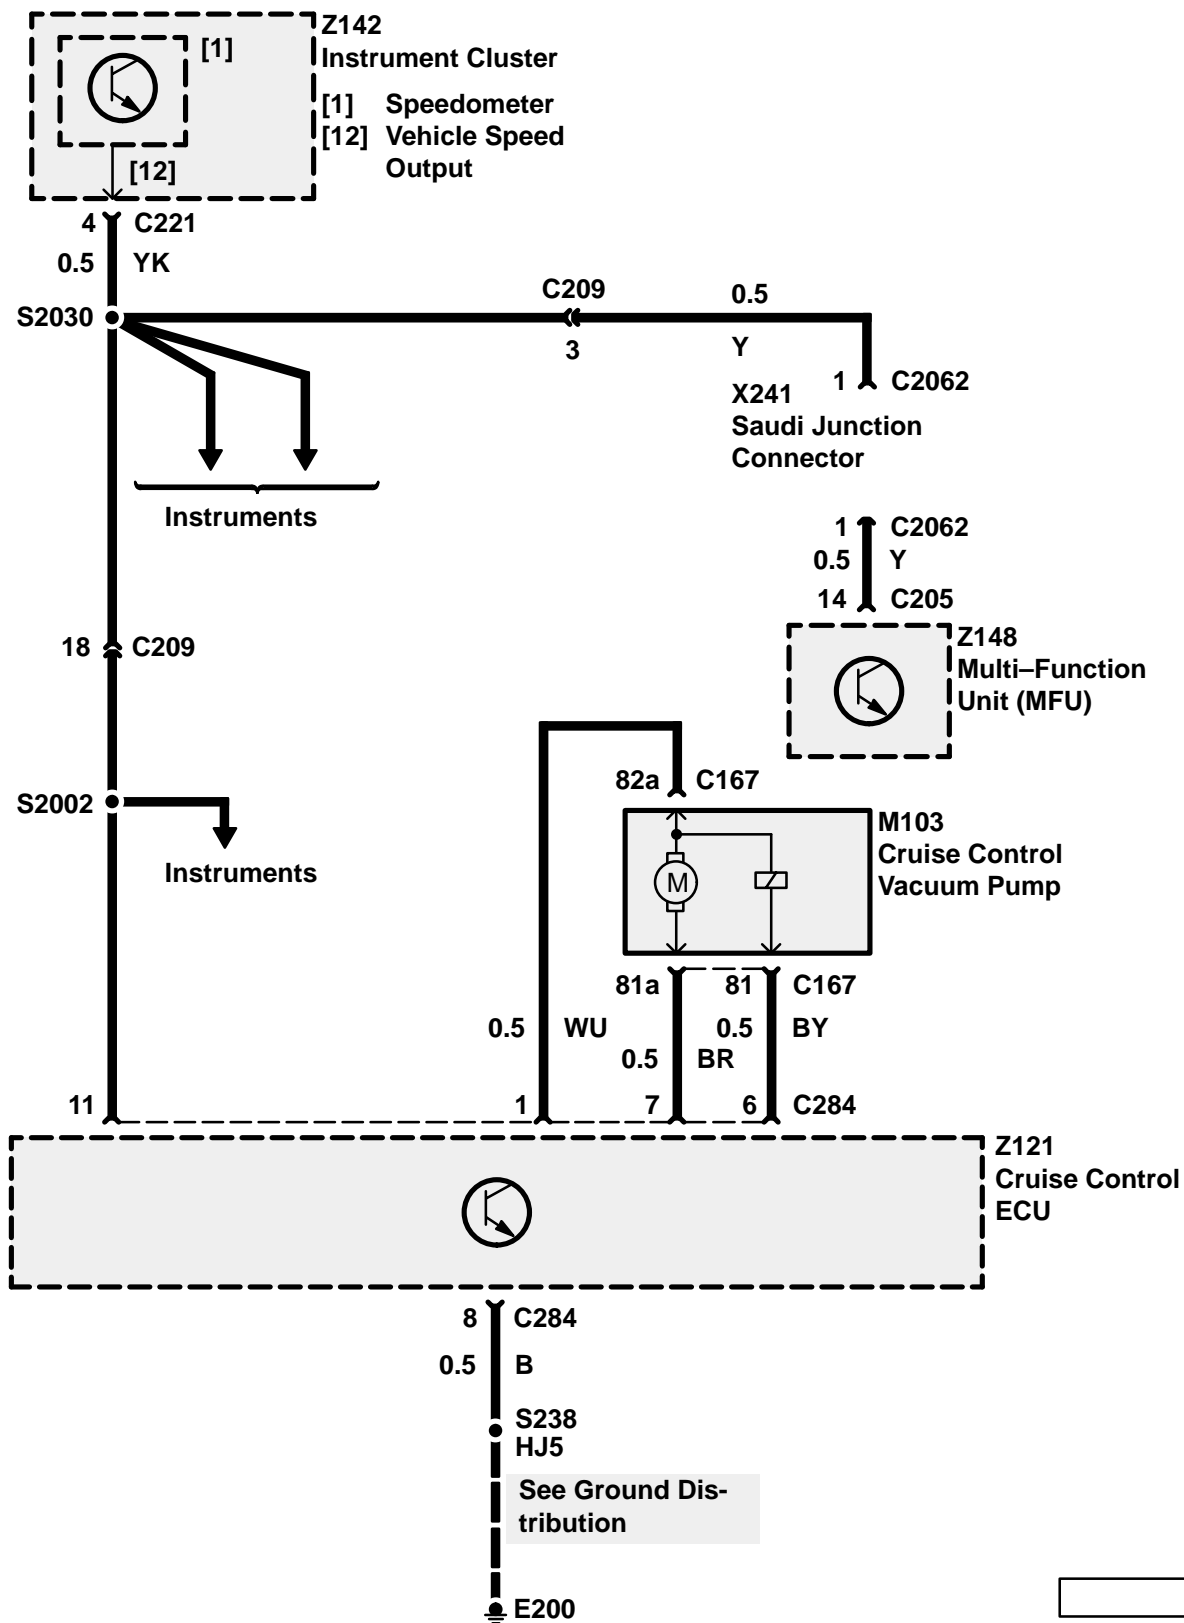 Z142
[1]
Instrument Cluster
[1] Speedometer
[12] Vehicle Speed
Output
[12]
4 C221
0.5 YK
C209 0.5
S2030
3 Y
1 C2062
X241
Saudi Junction
Connector
Instruments
1 C2062
0.5 Y
14 C205
18 C209
Z148
Multi–Function
Unit (MFU)
82a C167
S2002
M103
Cruise Control
Vacuum Pump
Instruments
M
81a 81 C167
0.5 WU 0.5 BY
0.5 BR
11 1 7 6 C284
Z121
Cruise Control
ECU
8 C284
0.5 B
S238
HJ5
See Ground Dis-
tribution
E200